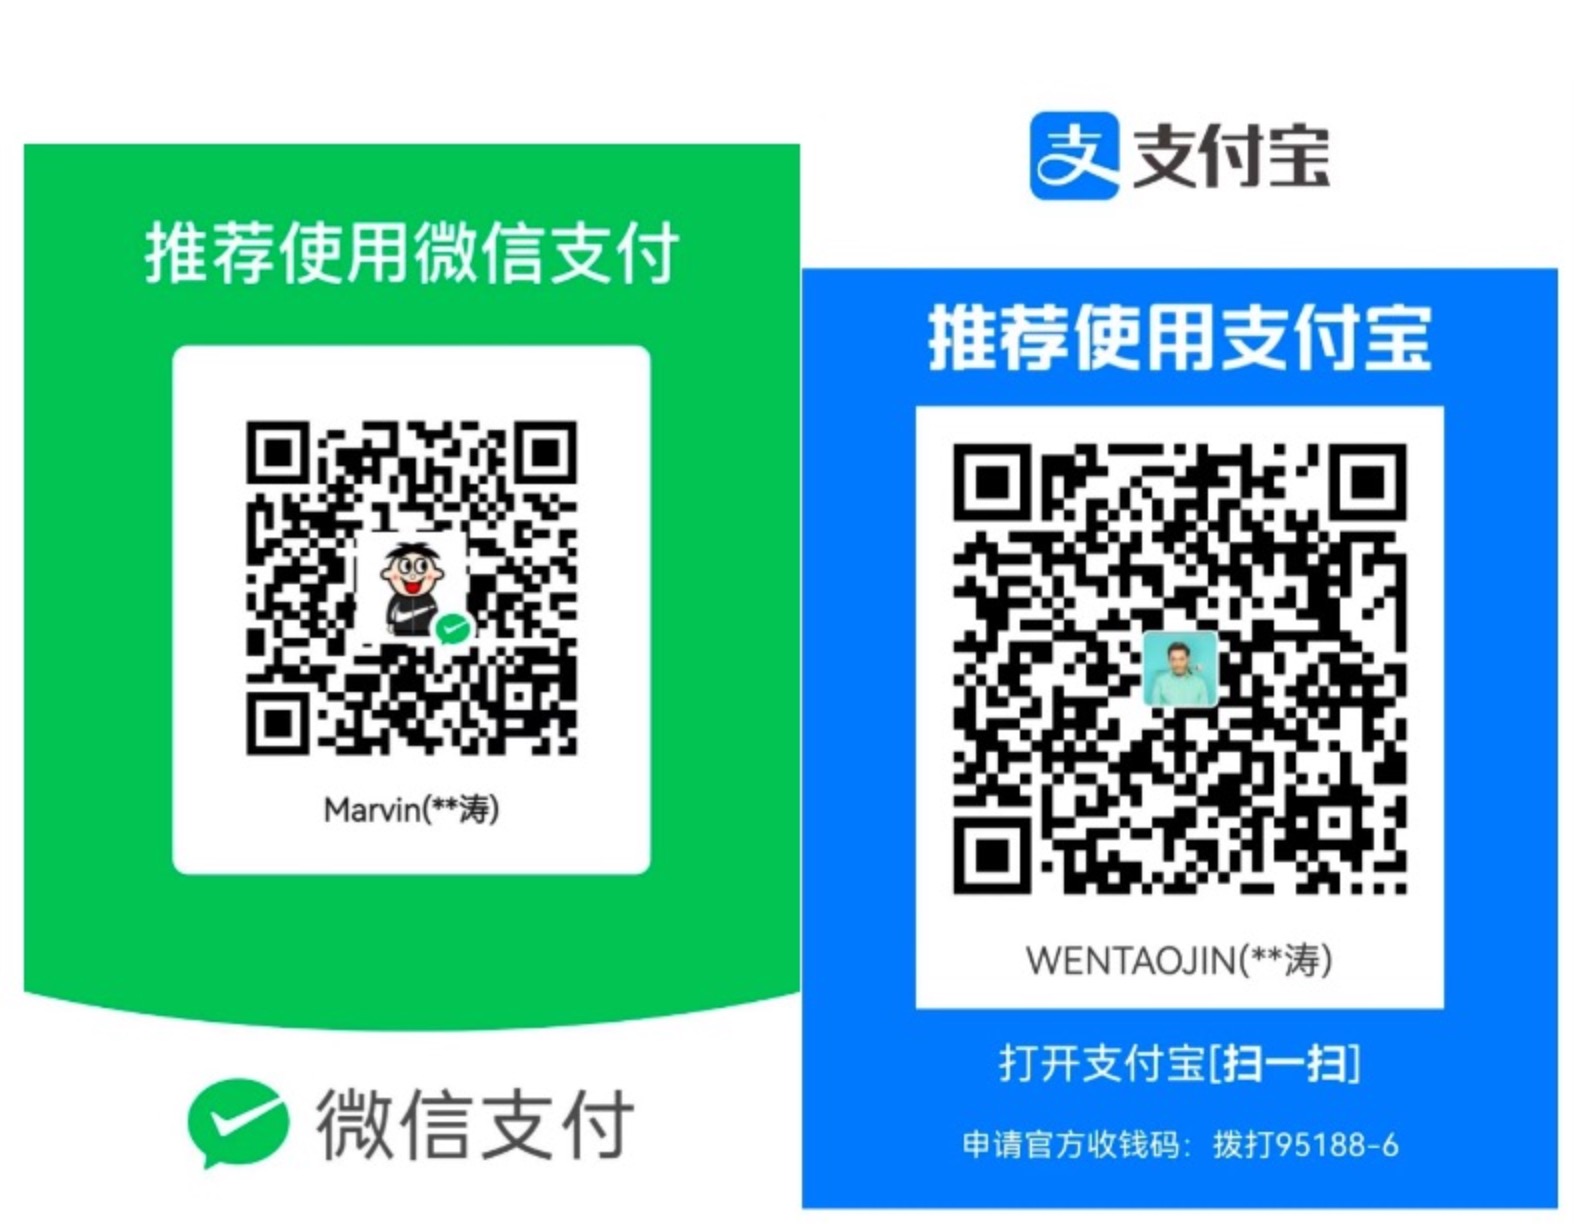 推荐使用微信支付
Marvin(**涛)
微信支付
支 支付宝
推荐使用支付宝
WENTAOJIN(**涛)
打开支付宝[扫一扫]
申请官方收钱码：拨打95188-6